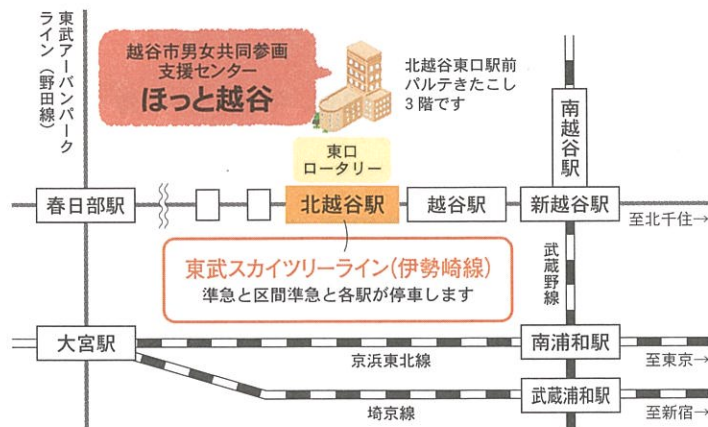 東武アーバンパーク
ライン(野田線)
越谷市男女共同参画
支援センター
ほっと越谷
北越谷東口駅前
パルテきたこし
3階です
東口
ロータリー
南越谷駅
春日部駅
北越谷駅
越谷駅
新越谷駅
至北千住→
東武スカイツリーライン(伊勢崎線)
準急と区間準急と各駅が停車します
武蔵野線
大宮駅
京浜東北線
南浦和駅
至東京→
埼京線
武蔵浦和駅
至新宿→